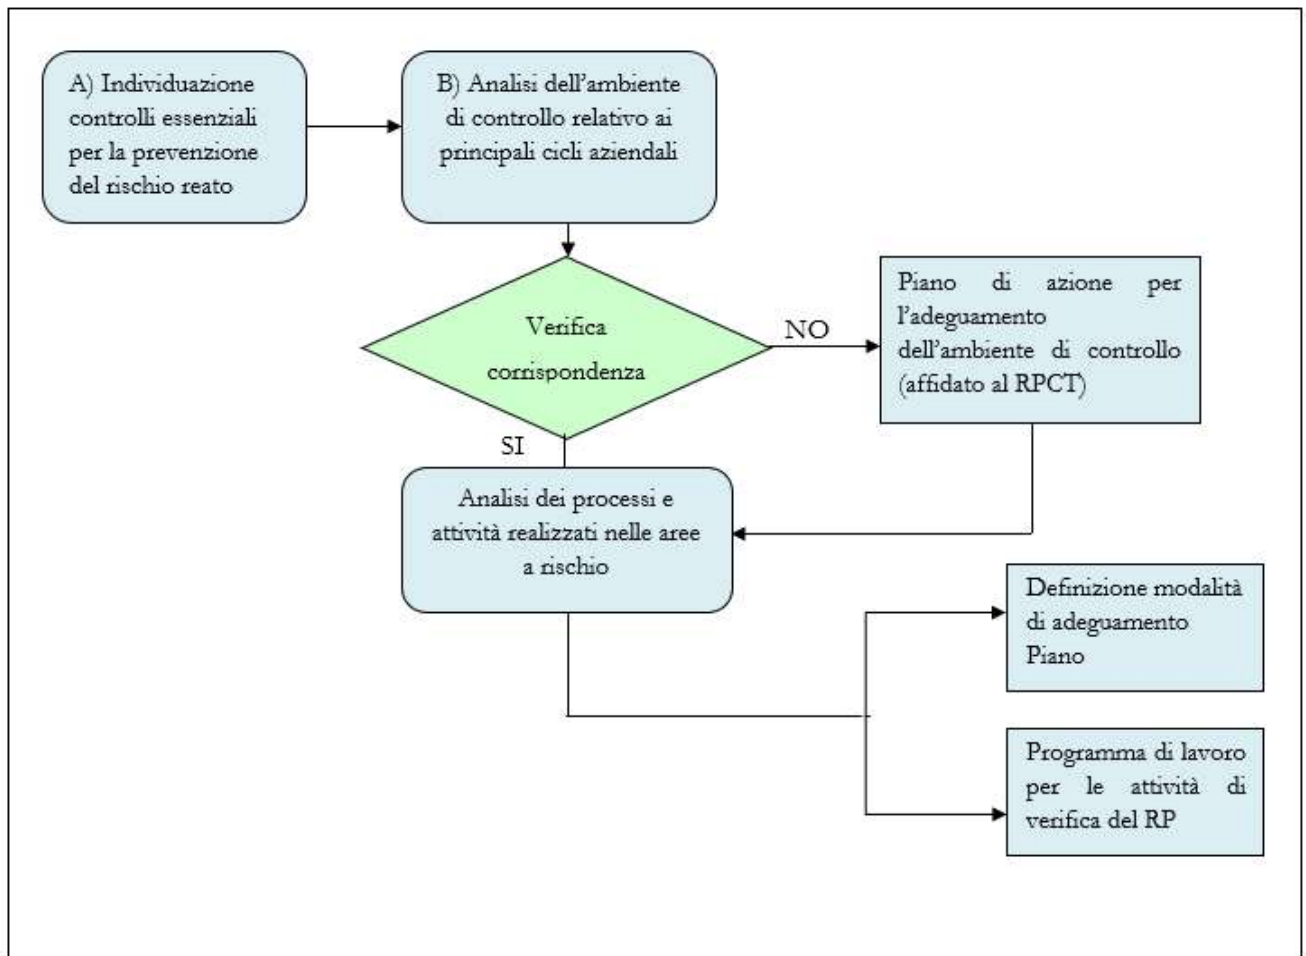 A) Individuazione
controlli essenziali
per la prevenzione
del rischio reato
B) Analisi dell'ambiente
di controllo relativo ai
principali cicli aziendali
Verifica
corrispondenza
NO
Piano di azione per
l'adeguamento
dell'ambiente di controllo
(affidato al RPCT)
SI
Analisi dei processi e
attività realizzati nelle aree
a rischio
Definizione modalità
di adeguamento
Piano
Programma di lavoro
per le attività di
verifica del RP